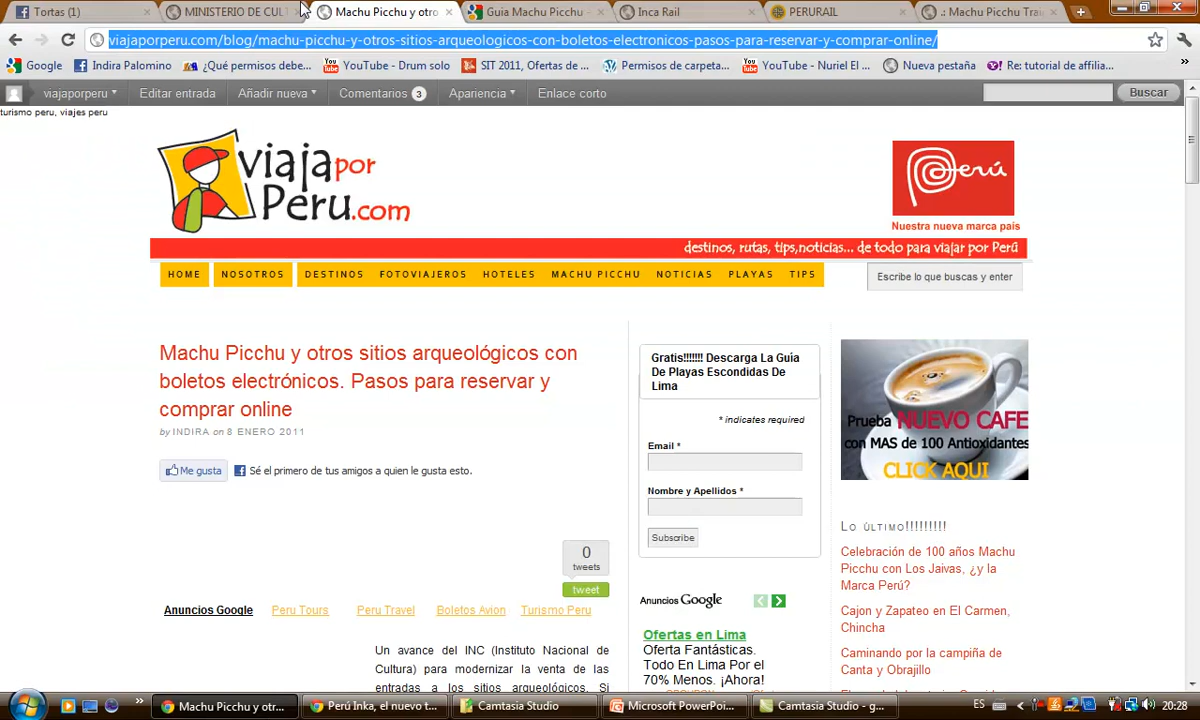 Tortas (1)
MINISTERIO DE CULT
Machu Picchu y otro
Guia Machu Picchu -
Inca Rail
PERURAIL
.: Machu Picchu Trai
viajaporperu.com/blog/machu-picchu-y-otros-sitios-arqueologicos-con-boletos-electronicos-pasos-para-reservar-y-comprar-online/
Google
Indira Palomino
¿Qué permisos debe...
YouTube - Drum solo
SIT 2011, Ofertas de ...
Permisos de carpeta...
YouTube - Nuriel El ...
Nueva pestaña
Re: tutorial de affilia...
viajaporperu
Editar entrada
Añadir nueva
Comentarios 3
Apariencia
Enlace corto
Buscar
turismo peru, viajes peru
viaja por
Perú.com
Perú
Nuestra nueva marca país
destinos, rutas, tips,noticias... de todo para viajar por Perú
HOME
NOSOTROS
DESTINOS
FOTOVIAJEROS
HOTELES
MACHU PICCHU
NOTICIAS
PLAYAS
TIPS
Escribe lo que buscas y enter
Machu Picchu y otros sitios arqueológicos con
boletos electrónicos. Pasos para reservar y
comprar online
by INDIRA on 8 ENERO 2011
Me gusta
Sé el primero de tus amigos a quien le gusta esto.
0
tweets
tweet
Anuncios Google
Peru Tours
Peru Travel
Boletos Avion
Turismo Peru
Un avance del INC (Instituto Nacional de
Cultura) para modernizar la venta de las
entradas a los sitios arqueológicos. Si
Gratis!!!!!!! Descarga La Guia
De Playas Escondidas De
Lima
* indicates required
Email *
Nombre y Apellidos *
Subscribe
Anuncios Google
Ofertas en Lima
Oferta Fantásticas.
Todo En Lima Por el
70% Menos. ¡Ahora!
Prueba NUEVO CAFE
con MAS de 100 Antioxidantes
CLICK AQUI
Lo último!!!!!!!!!
Celebración de 100 años Machu
Picchu con Los Jaivas, ¿y la
Marca Perú?
Cajon y Zapateo en El Carmen,
Chincha
Caminando por la campiña de
Canta y Obrajillo
Machu Picchu y otr...
Perú Inka, el nuevo t...
Camtasia Studio
Microsoft PowerPoi...
Camtasia Studio - g...
ES
20:28